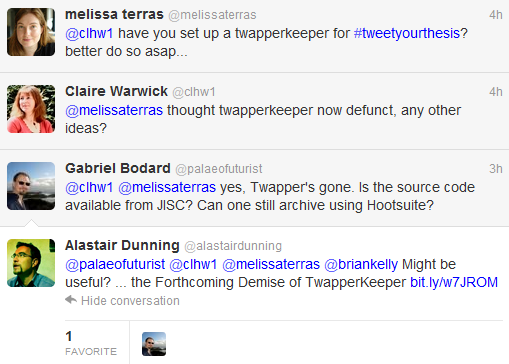 melissa terras @melissaterras 4h
@clhw1 have you set up a twapperkeeper for #tweetyourthesis?
better do so asap...
Claire Warwick @clhw1 4h
@melissaterras thought twapperkeeper now defunct, any other
ideas?
Gabriel Bodard @palaeofuturist 3h
@clhw1 @melissaterras yes, Twapper's gone. Is the source code
available from JISC? Can one still archive using Hootsuite?
Alastair Dunning @alastairdunning
@palaeofuturist @clhw1 @melissaterras @briankelly Might be
useful? ... the Forthcoming Demise of TwapperKeeper bit.ly/w7JROM
Hide conversation
1
FAVORITE